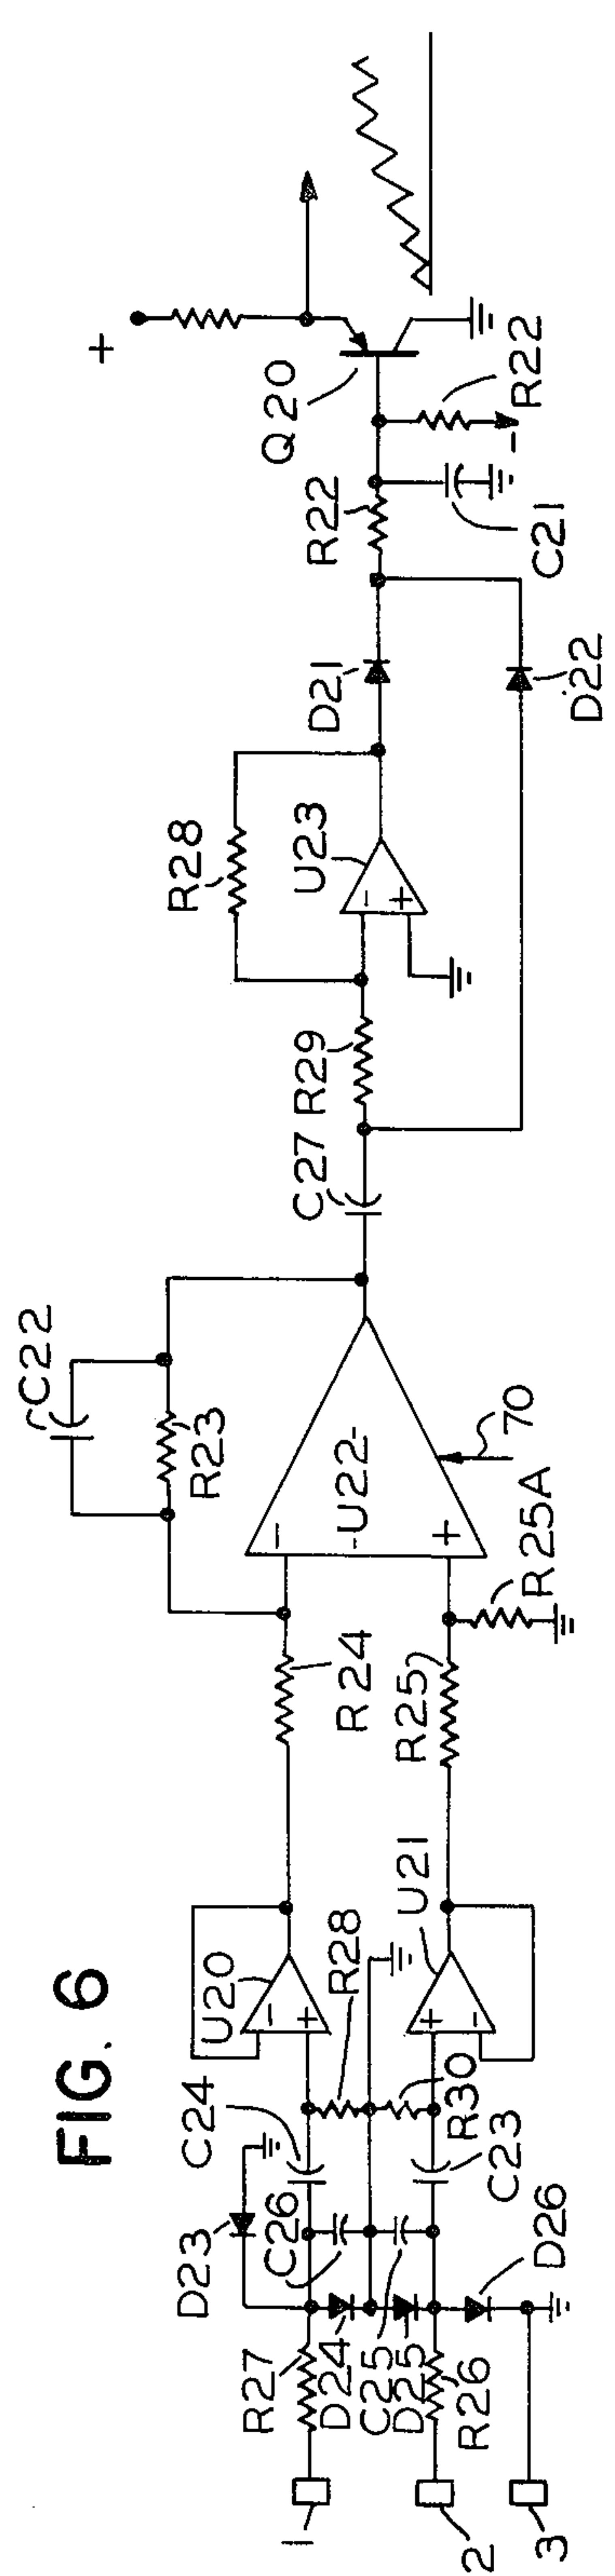 FIG. 6
1
2
3
R27
R26
D23
D24
D25
D26
C26
C25
C24
C23
R28
R30
U20
-
+
U21
+
-
R24
R25
R25A
C22
R23
-
-U22-
+
70
C27
R29
R28
U23
-
+
D21
D22
R22
C21
Q20
R22
-
+